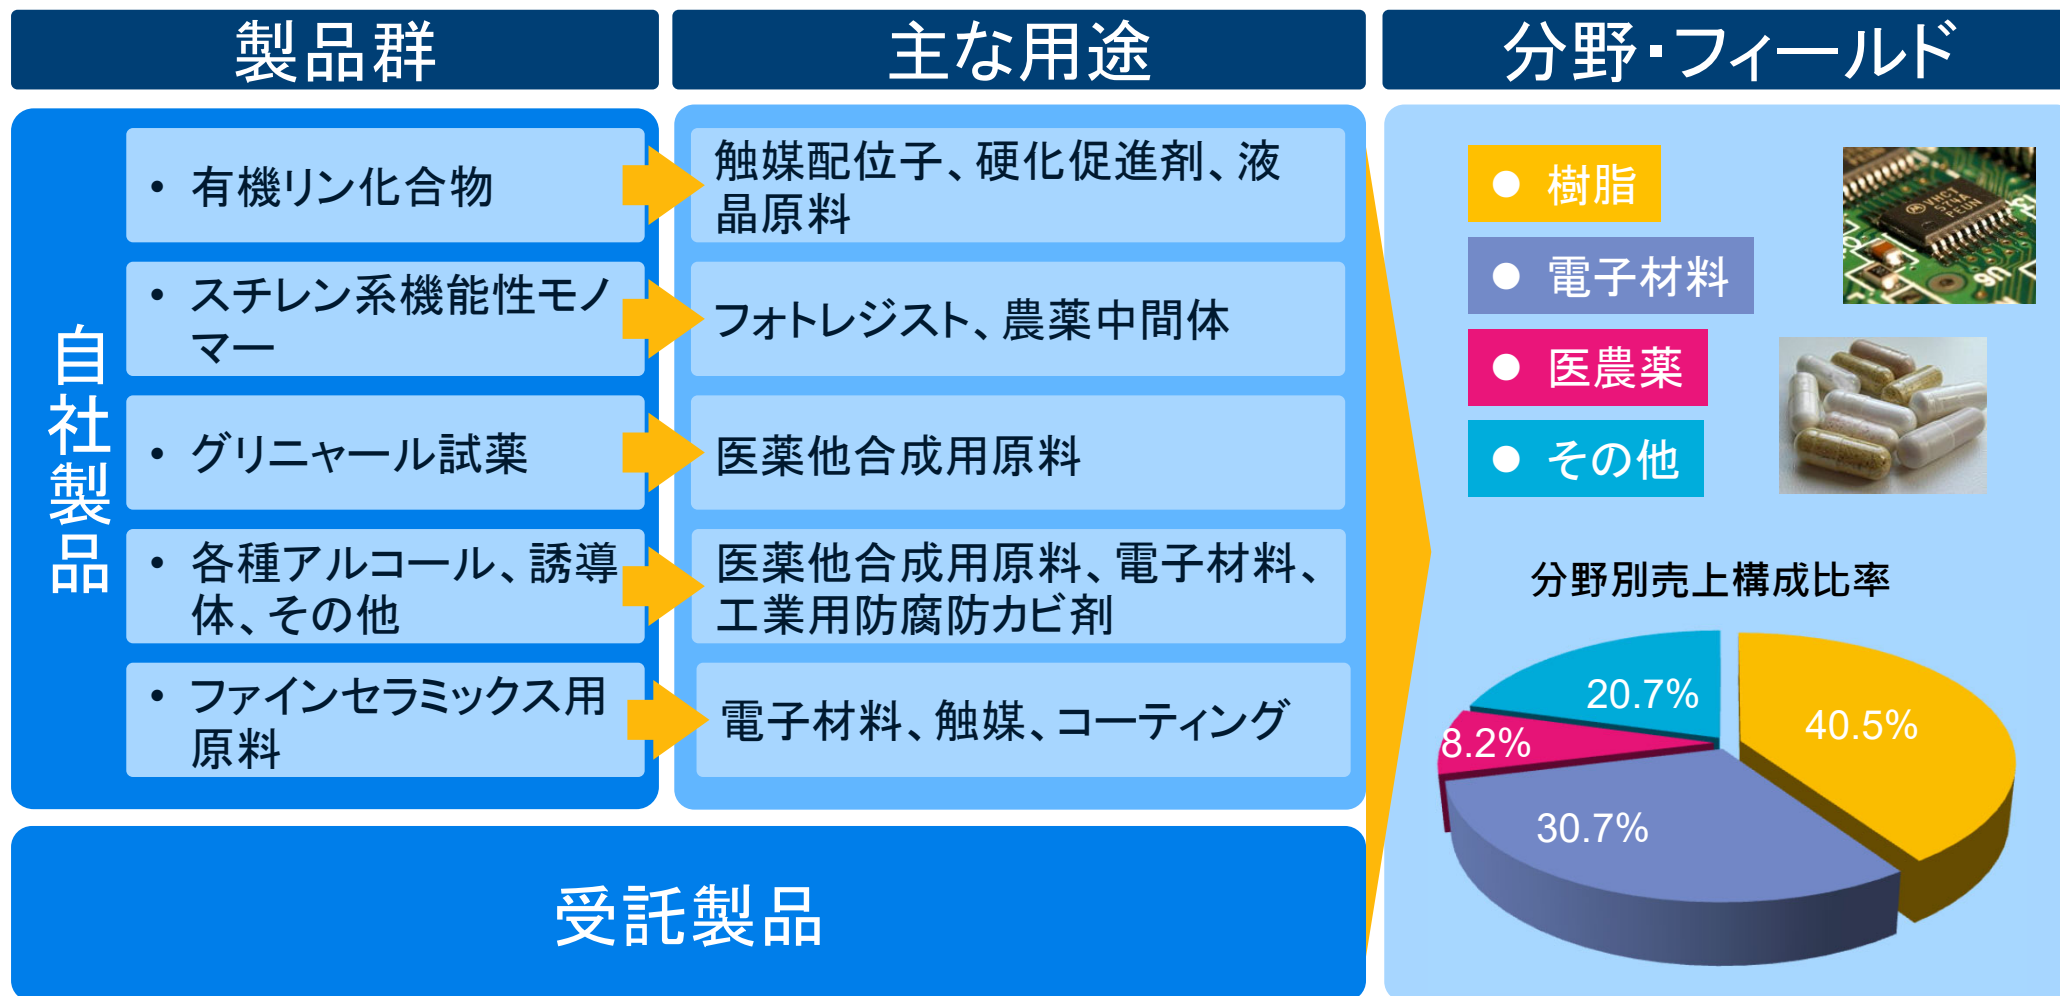 製品群
主な用途
分野・フィールド
自社製品
• 有機リン化合物
触媒配位子、硬化促進剤、液
晶原料
• スチレン系機能性モノ
マー
フォトレジスト、農薬中間体
• グリニャール試薬
医薬他合成用原料
• 各種アルコール、誘導
体、その他
医薬他合成用原料、電子材料、
工業用防腐防カビ剤
• ファインセラミックス用
原料
電子材料、触媒、コーティング
受託製品
● 樹脂
● 電子材料
● 医農薬
● その他
VHCT
574A
分野別売上構成比率
20.7%
40.5%
8.2%
30.7%